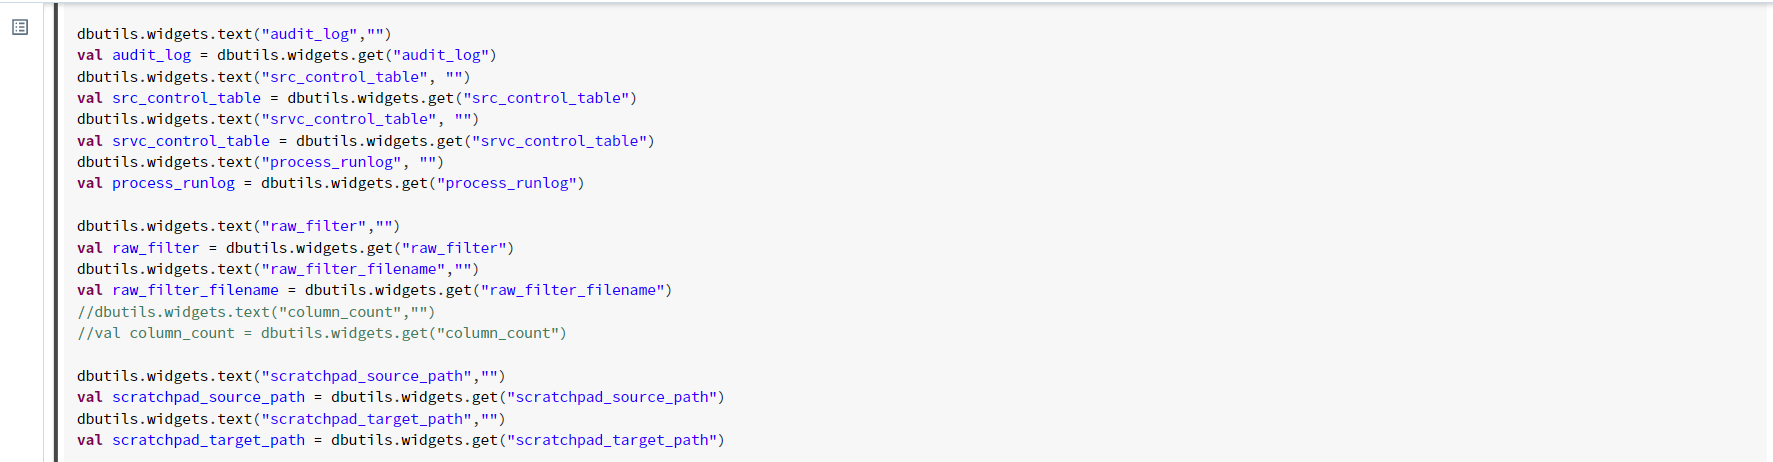 dbutils.widgets.text("audit_log","")
val audit_log = dbutils.widgets.get("audit_log")
dbutils.widgets.text("src_control_table", "")
val src_control_table = dbutils.widgets.get("src_control_table")
dbutils.widgets.text("srvc_control_table", "")
val srvc_control_table = dbutils.widgets.get("srvc_control_table")
dbutils.widgets.text("process_runlog", "")
val process_runlog = dbutils.widgets.get("process_runlog")

dbutils.widgets.text("raw_filter","")
val raw_filter = dbutils.widgets.get("raw_filter")
dbutils.widgets.text("raw_filter_filename","")
val raw_filter_filename = dbutils.widgets.get("raw_filter_filename")
//dbutils.widgets.text("column_count","")
//val column_count = dbutils.widgets.get("column_count")

dbutils.widgets.text("scratchpad_source_path","")
val scratchpad_source_path = dbutils.widgets.get("scratchpad_source_path")
dbutils.widgets.text("scratchpad_target_path","")
val scratchpad_target_path = dbutils.widgets.get("scratchpad_target_path")